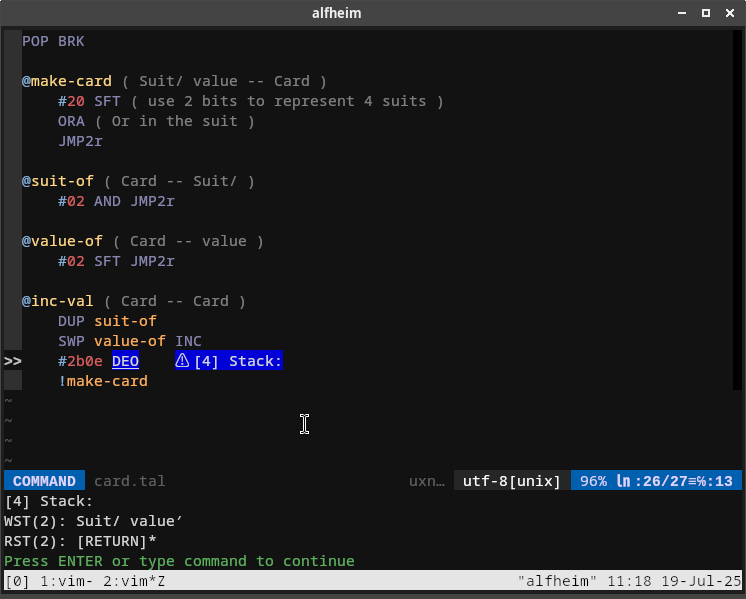 alfheim
POP BRK
@make-card ( Suit/ value -- Card )
#20 SFT ( use 2 bits to represent 4 suits )
ORA ( Or in the suit )
JMP2r
@suit-of ( Card -- Suit/ )
#02 AND JMP2r
@value-of ( Card -- value )
#02 SFT JMP2r
@inc-val ( Card -- Card )
DUP suit-of
SWP value-of INC
>> #2b0e DEO ⚠[4] Stack:
!make-card
~
~
~
~
COMMAND card.tal uxn… utf-8[unix] 96% ln:26/27≡℅:13
[4] Stack:
WST(2): Suit/ value′
RST(2): [RETURN]*
Press ENTER or type command to continue
[0] 1:vim- 2:vim*Z "alfheim" 11:18 19-Jul-25